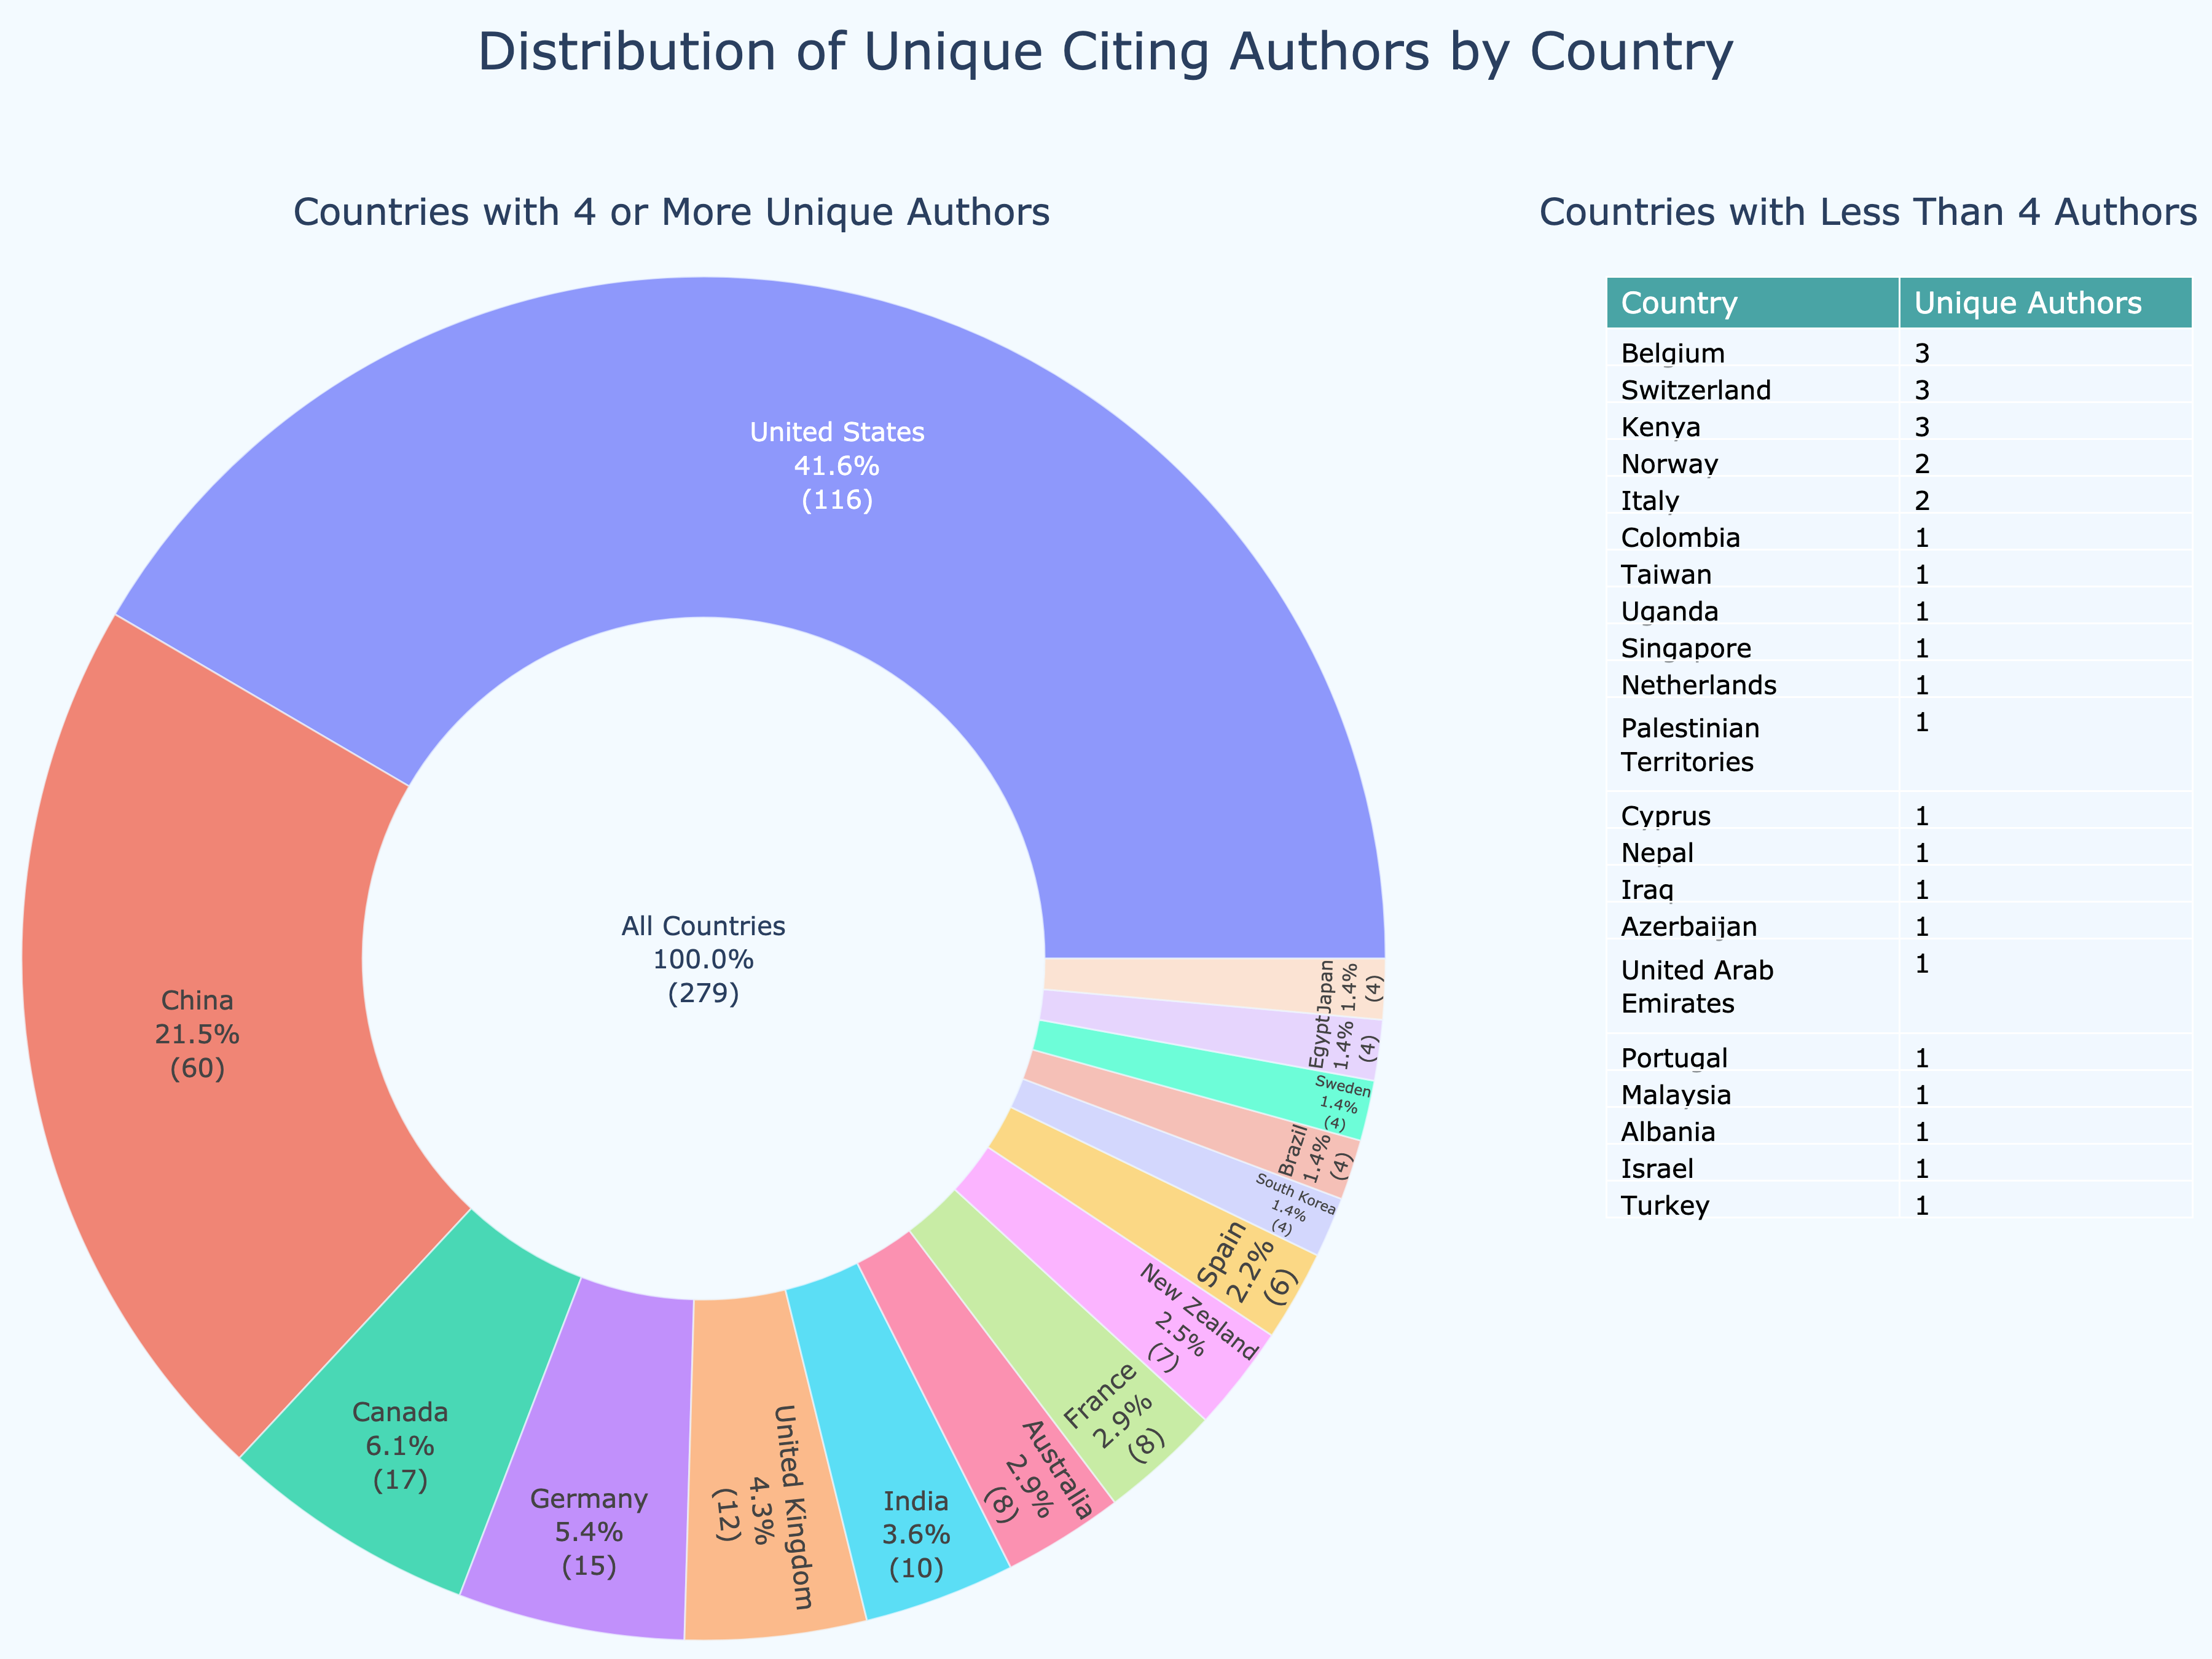 Distribution of Unique Citing Authors by Country
Countries with 4 or More Unique Authors
United States
41.6%
(116)
China
21.5%
(60)
Canada
6.1%
(17)
Germany
5.4%
(15)
United Kingdom
4.3%
(12)
India
3.6%
(10)
Australia
2.9%
(8)
France
2.9%
(8)
New Zealand
2.5%
(7)
Spain
2.2%
(6)
South Korea
1.4%
(4)
Brazil
1.4%
(4)
Sweden
1.4%
(4)
Egypt
1.4%
(4)
Japan
1.4%
(4)
All Countries
100.0%
(279)
Countries with Less Than 4 Authors
Country Unique Authors
Belgium 3
Switzerland 3
Kenya 3
Norway 2
Italy 2
Colombia 1
Taiwan 1
Uganda 1
Singapore 1
Netherlands 1
Palestinian 1
Territories
Cyprus 1
Nepal 1
Iraq 1
Azerbaijan 1
United Arab 1
Emirates
Portugal 1
Malaysia 1
Albania 1
Israel 1
Turkey 1